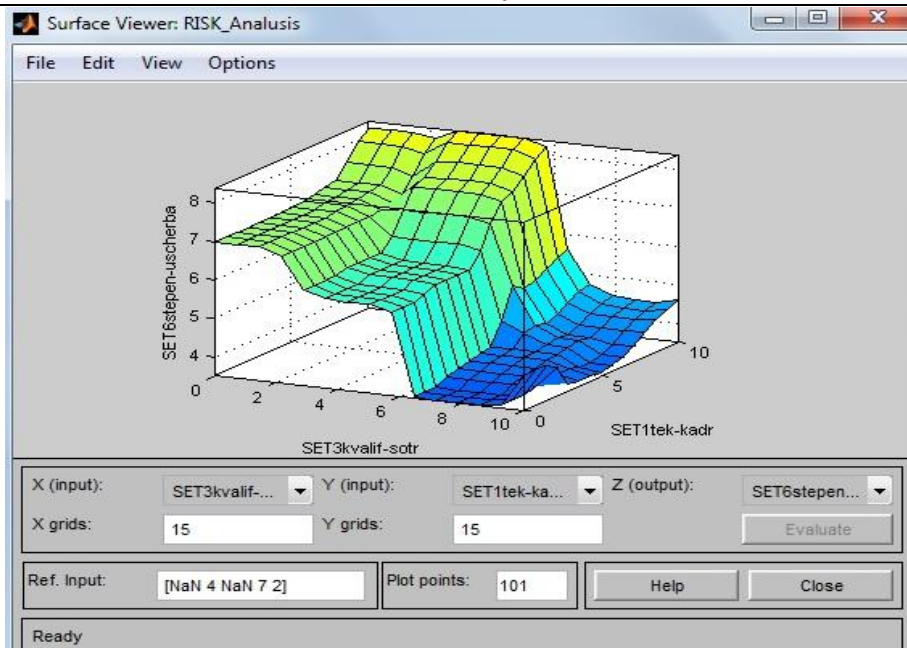 Surface Viewer: RISK_Analusis
File Edit View Options
8
7
6
5
4
SET6stepen-uscherba
0 2 4 6 8 10
SET3kvalif-sotr
0 5 10
SET1tek-kadr
X (input): SET3kvalif-... Y (input): SET1tek-ka... Z (output): SET6stepen...
X grids: 15 Y grids: 15 Evaluate
Ref. Input: [NaN 4 NaN 7 2] Plot points: 101 Help Close
Ready